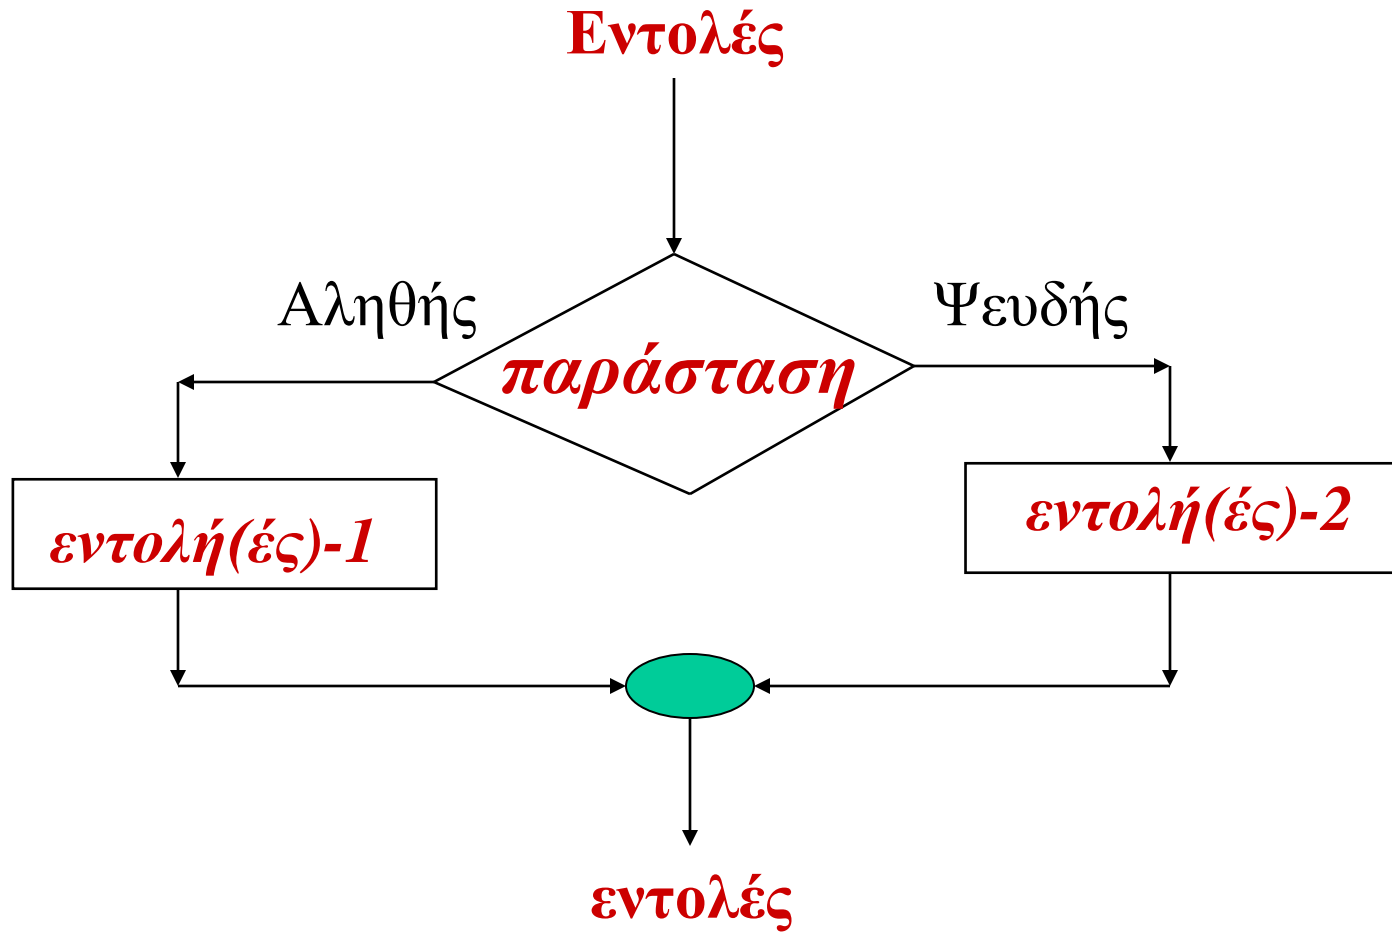 Εντολές
Αληθής
Ψευδής
παράσταση
εντολή(ές)-1
εντολή(ές)-2
εντολές